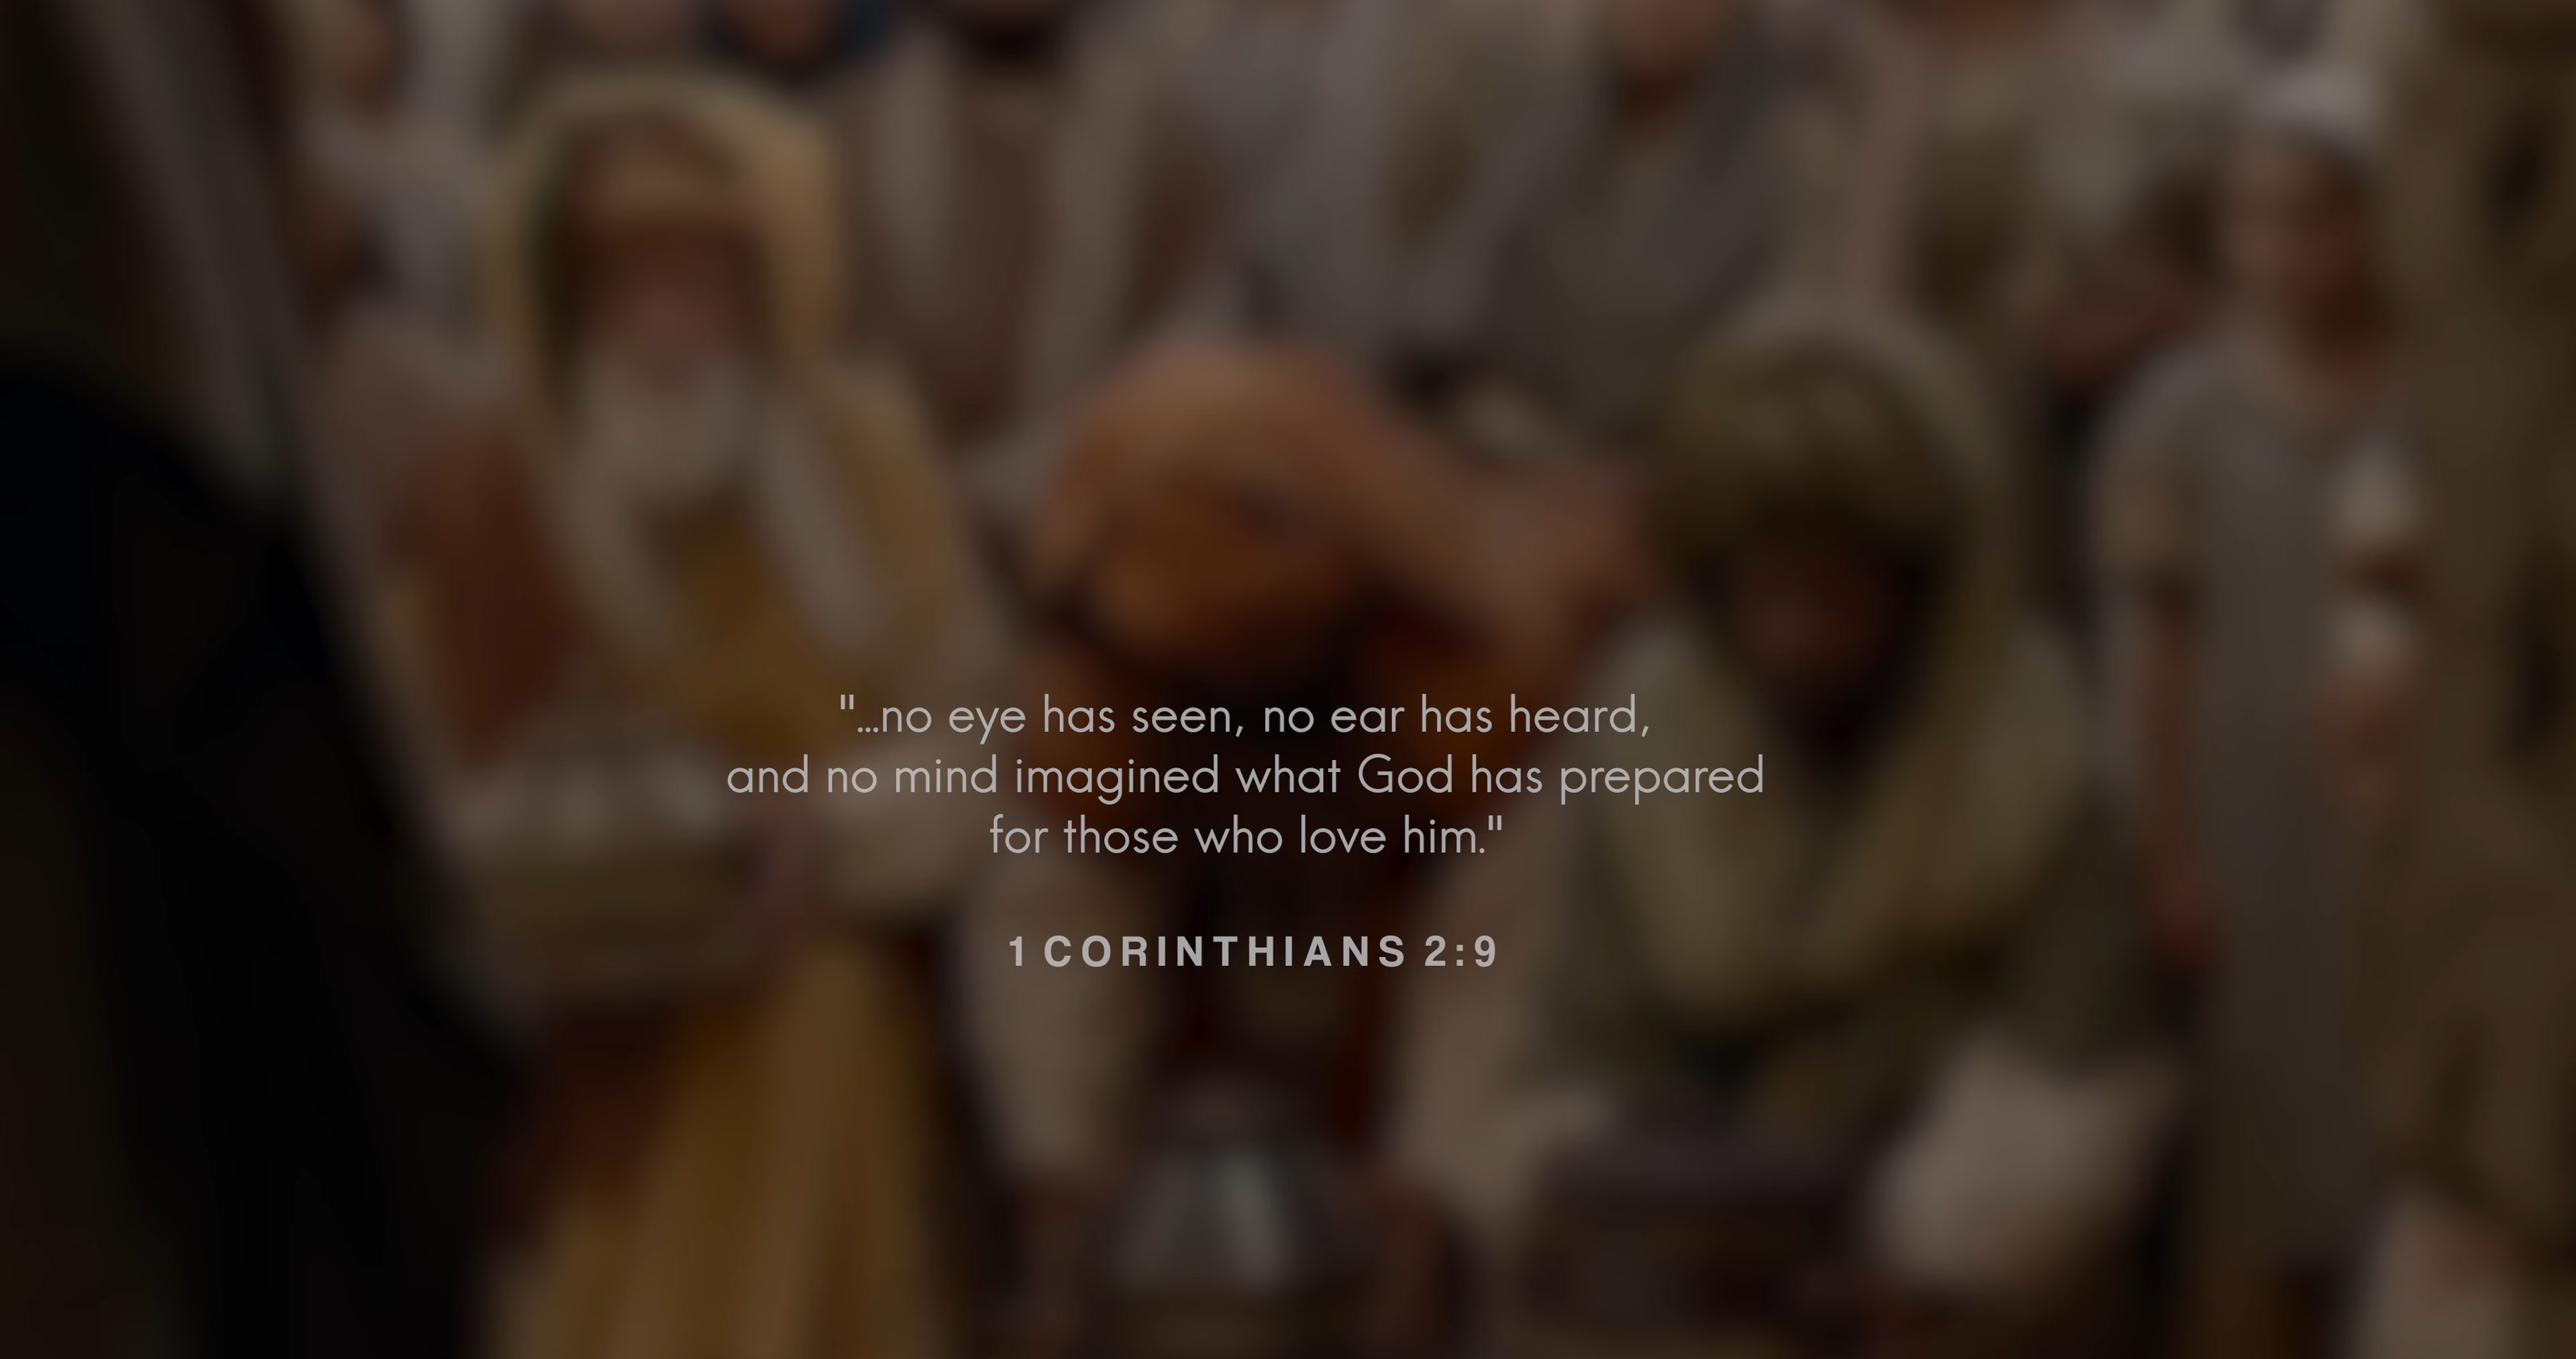 "...no eye has seen, no ear has heard,
and no mind imagined what God has prepared
for those who love him."
1 CORINTHIANS 2:9